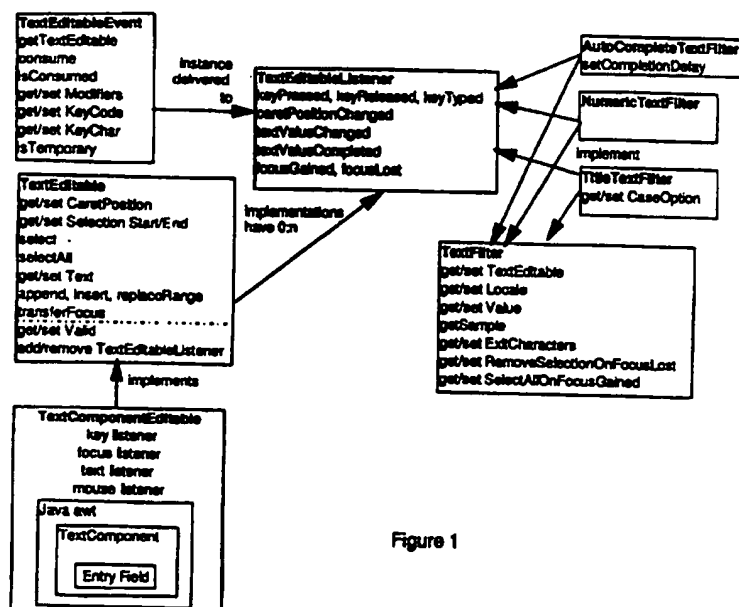 TextEditableEvent
getTextEditable
consume
isConsumed
get/set Modifiers
get/set KeyCode
get/set KeyChar
isTemporary
instance
delivered
to
TextEditableListener
keyPressed, keyReleased, keyTyped
caretPositionChanged
textValueChanged
textValueCompleted
focusGained, focusLost
AutoCompleteTextFilter
setCompletionDelay
NumericTextFilter
implement
TitleTextFilter
get/set CaseOption
TextEditable
get/set CaretPosition
get/set Selection Start/End
select
selectAll
get/set Text
append, insert, replaceRange
transferFocus
get/set Valid
add/remove TextEditableListener
implementations
have 0:n
TextFilter
get/set TextEditable
get/set Locale
get/set Value
getSample
get/set ExitCharacters
get/set RemoveSelectionOnFocusLost
get/set SelectAllOnFocusGained
implements
TextComponentEditable
key listener
focus listener
text listener
mouse listener
Java awt
TextComponent
Entry Field
Figure 1